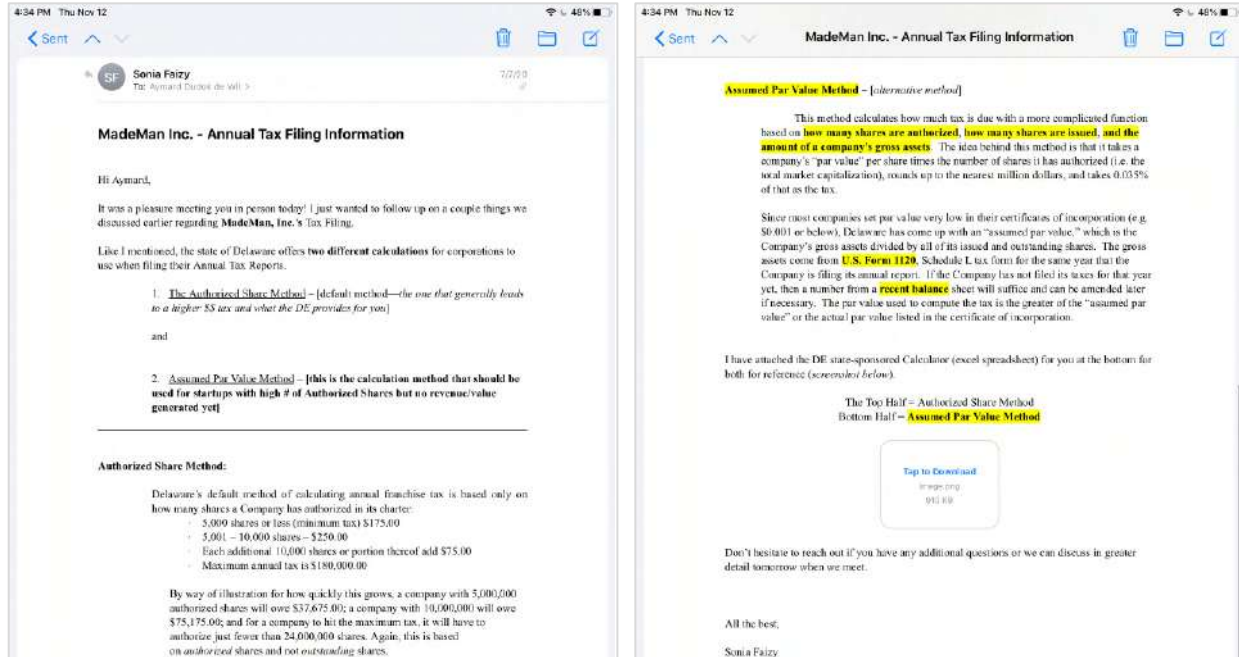 4:34 PM Thu Nov 12
48%
Sent
SF
Sonia Faizy
7/7/20
To: Aymard Dudok de Wit >
MadeMan Inc. - Annual Tax Filing Information
Hi Aymard,
It was a pleasure meeting you in person today! I just wanted to follow up on a couple things we
discussed earlier regarding MadeMan, Inc.'s Tax Filing.
Like I mentioned, the state of Delaware offers two different calculations for corporations to
use when filing their Annual Tax Reports.
1. The Authorized Share Method – [default method—the one that generally leads
to a higher $$ tax and what the DE provides for you]
and
2. Assumed Par Value Method – [this is the calculation method that should be
used for startups with high # of Authorized Shares but no revenue/value
generated yet]
Authorized Share Method:
Delaware's default method of calculating annual franchise tax is based only on
how many shares a Company has authorized in its charter:
· 5,000 shares or less (minimum tax) $175.00
· 5,001 – 10,000 shares – $250.00
· Each additional 10,000 shares or portion thereof add $75.00
· Maximum annual tax is $180,000.00
By way of illustration for how quickly this grows, a company with 5,000,000
authorized shares will owe $37,675.00; a company with 10,000,000 will owe
$75,175.00; and for a company to hit the maximum tax, it will have to
authorize just fewer than 24,000,000 shares. Again, this is based
on authorized shares and not outstanding shares.
4:34 PM Thu Nov 12
48%
Sent
MadeMan Inc. - Annual Tax Filing Information
Assumed Par Value Method – [alternative method]
This method calculates how much tax is due with a more complicated function
based on how many shares are authorized, how many shares are issued, and the
amount of a company's gross assets. The idea behind this method is that it takes a
company's "par value" per share times the number of shares it has authorized (i.e. the
total market capitalization), rounds up to the nearest million dollars, and takes 0.035%
of that as the tax.
Since most companies set par value very low in their certificates of incorporation (e.g.
$0.001 or below), Delaware has come up with an "assumed par value," which is the
Company's gross assets divided by all of its issued and outstanding shares. The gross
assets come from U.S. Form 1120, Schedule L tax form for the same year that the
Company is filing its annual report. If the Company has not filed its taxes for that year
yet, then a number from a recent balance sheet will suffice and can be amended later
if necessary. The par value used to compute the tax is the greater of the "assumed par
value" or the actual par value listed in the certificate of incorporation.
I have attached the DE state-sponsored Calculator (excel spreadsheet) for you at the bottom for
both for reference (screenshot below).
The Top Half = Authorized Share Method
Bottom Half = Assumed Par Value Method
Tap to Download
image.png
KB
Don't hesitate to reach out if you have any additional questions or we can discuss in greater
detail tomorrow when we meet.
All the best,
Sonia Faizy